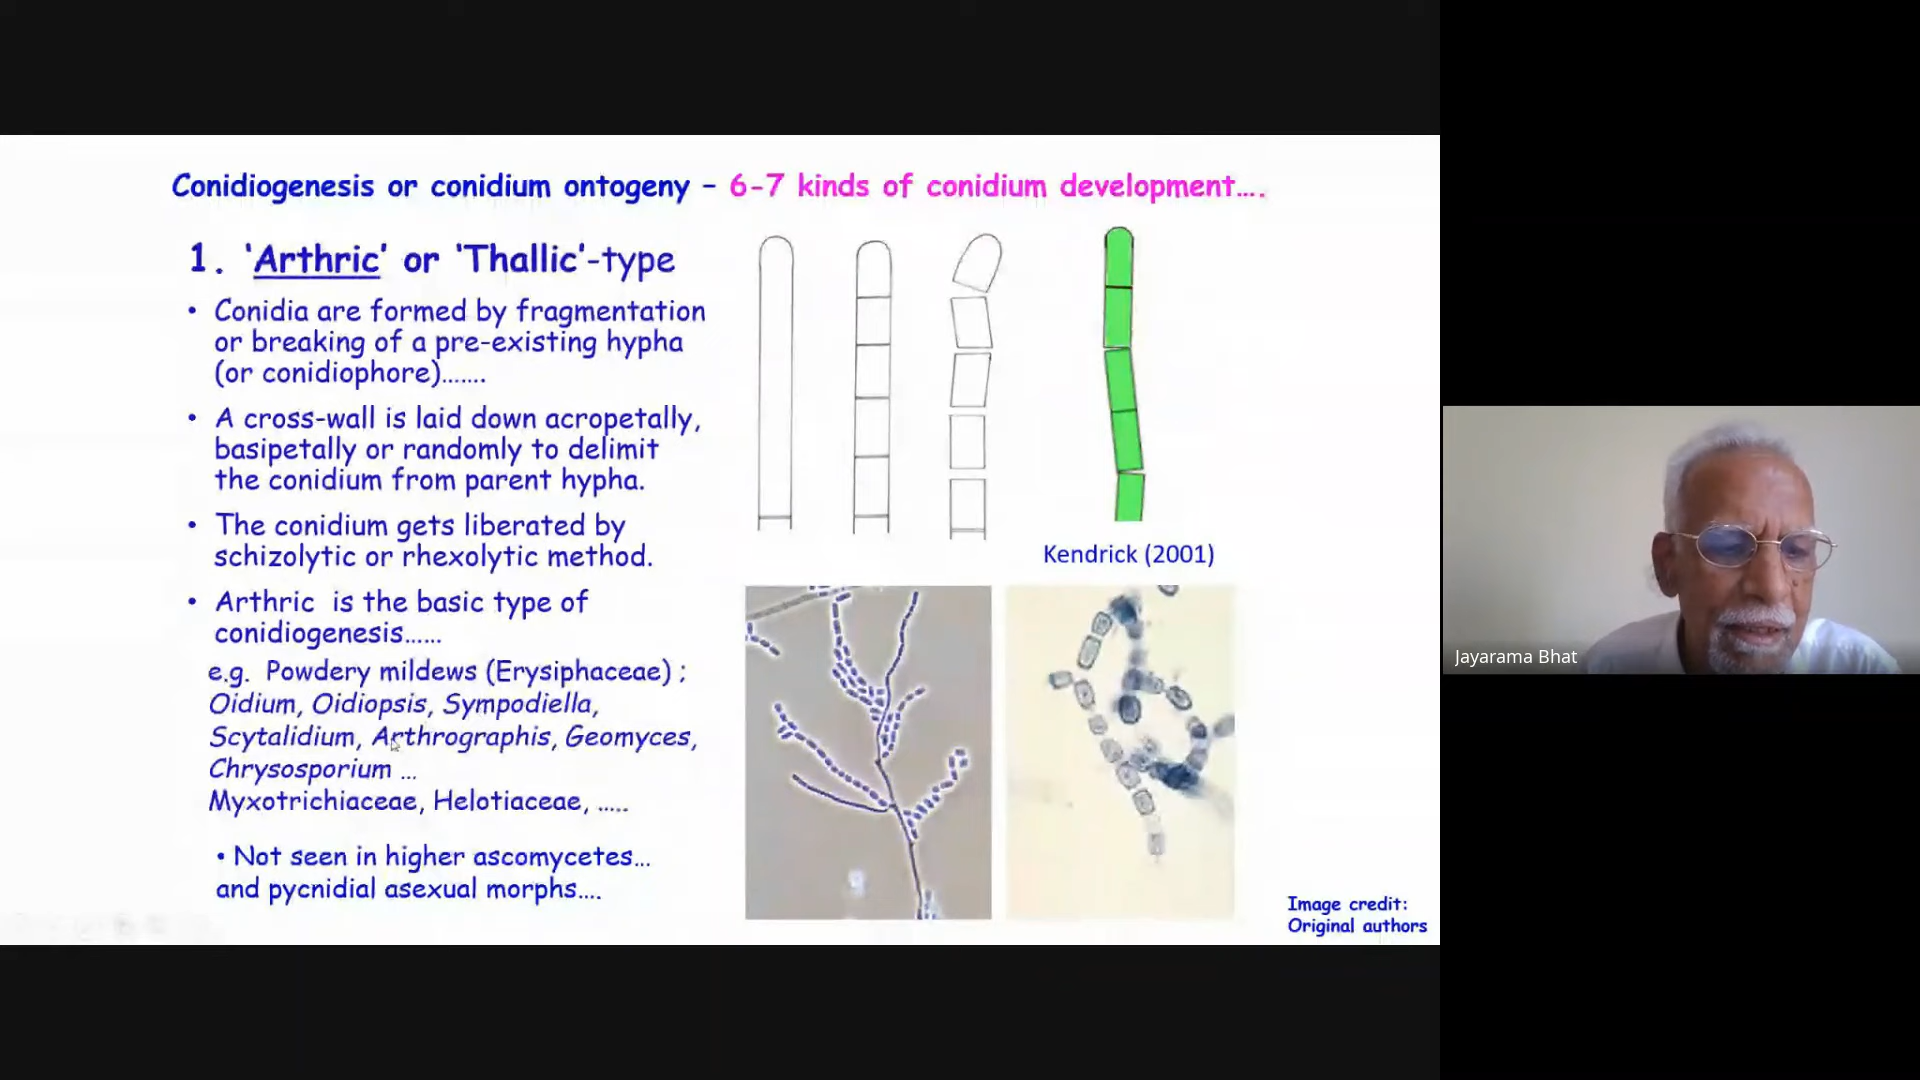 Conidiogenesis or conidium ontogeny – 6-7 kinds of conidium development….
1. ‘Arthric’ or ‘Thallic’-type
• Conidia are formed by fragmentation
or breaking of a pre-existing hypha
(or conidiophore)…….
• A cross-wall is laid down acropetally,
basipetally or randomly to delimit
the conidium from parent hypha.
• The conidium gets liberated by
schizolytic or rhexolytic method.
• Arthric is the basic type of
conidiogenesis……
e.g. Powdery mildews (Erysiphaceae) ;
Oidium, Oidiopsis, Sympodiella,
Scytalidium, Arthrographis, Geomyces,
Chrysosporium …
Myxotrichiaceae, Helotiaceae, …..
• Not seen in higher ascomycetes…
and pycnidial asexual morphs….
Kendrick (2001)
Image credit:
Original authors
Jayarama Bhat